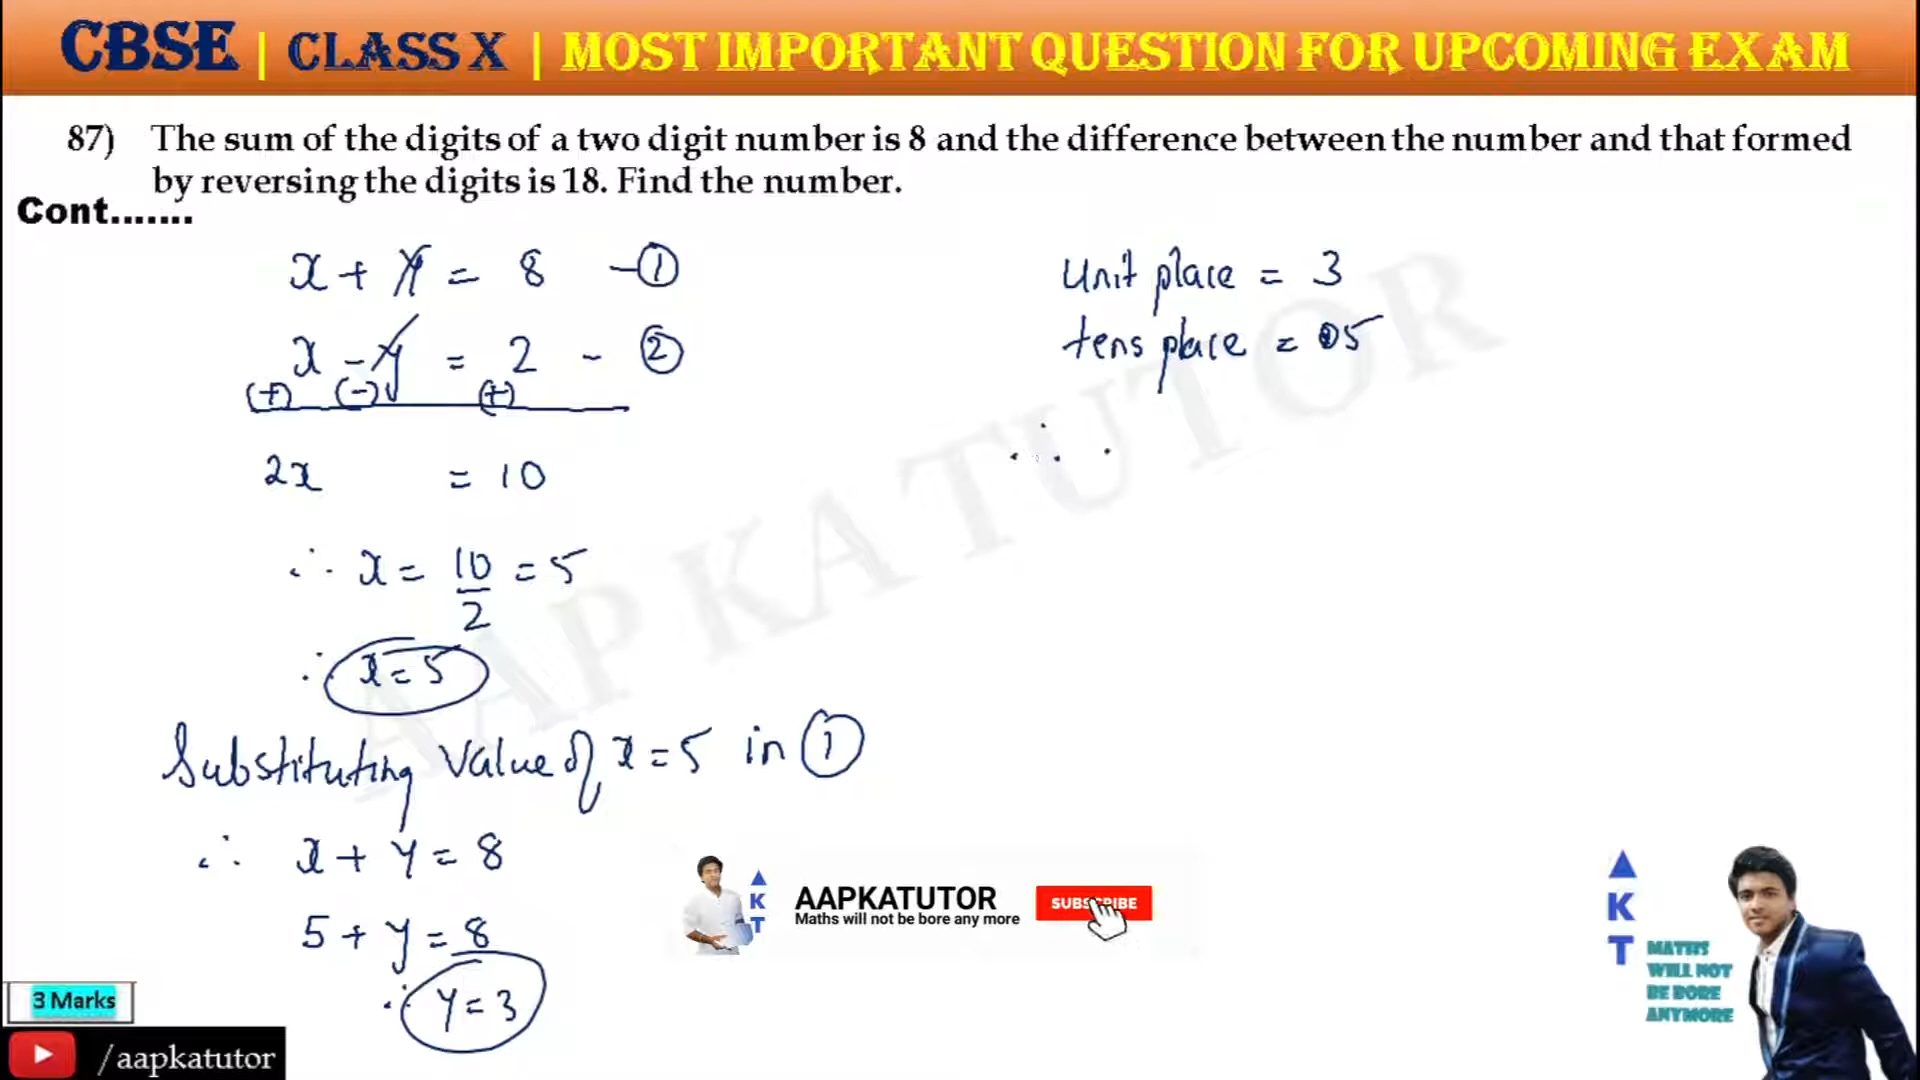 CBSE | CLASS X | MOST IMPORTANT QUESTION FOR UPCOMING EXAM
87) The sum of the digits of a two digit number is 8 and the difference between the number and that formed
by reversing the digits is 18. Find the number.
Cont.......
x + y = 8 - ①
x - y = 2 - ②
(+) (-) (+)
2x = 10
∴ x = 10/2 = 5
∴ x = 5
Substituting value of x = 5 in ①
∴ x + y = 8
5 + y = 8
∴ y = 3
unit place = 3
tens place = 5
∴
AAPKATUTOR
AKT
AAPKATUTOR
Maths will not be bore any more
SUBSCRIBE
AKT
MATHS
WILL NOT
BE BORE
ANYMORE
3 Marks
/aapkatutor